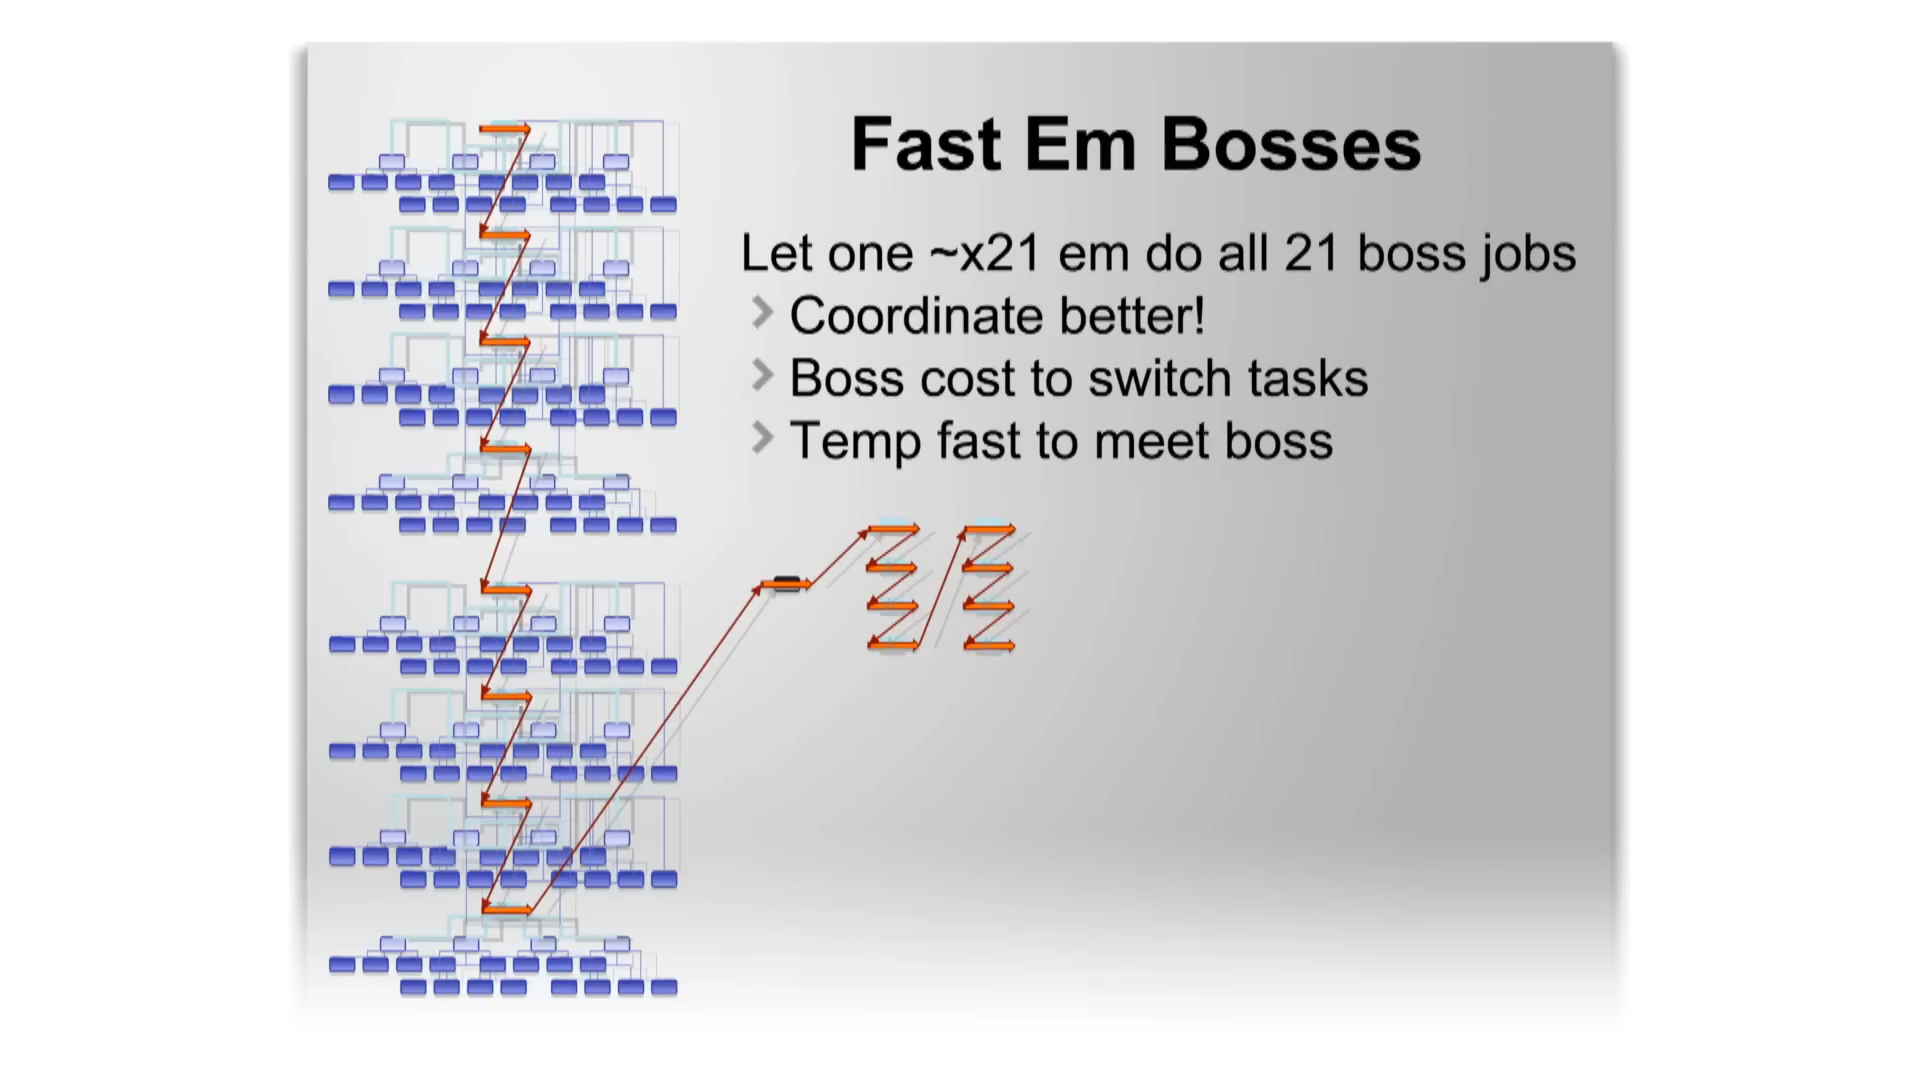 Fast Em Bosses
Let one ~x21 em do all 21 boss jobs
Coordinate better!
Boss cost to switch tasks
Temp fast to meet boss